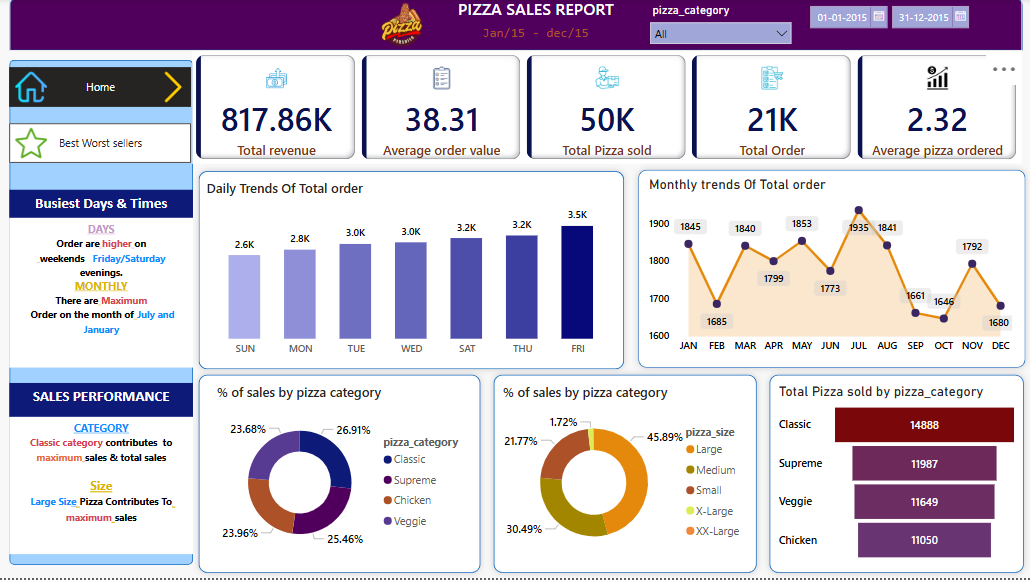 PIZZA SALES REPORT
Jan/15 - dec/15
Pizza
pizza_category
All
01-01-2015
31-12-2015
Home
Best Worst sellers
Busiest Days & Times
DAYS
Order are higher on
weekends Friday/Saturday
evenings.
MONTHLY
There are Maximum
Order on the month of July and
January
SALES PERFORMANCE
CATEGORY
Classic category contributes to
maximum sales & total sales
Size
Large Size Pizza Contributes To
maximum sales
817.86K
Total revenue
38.31
Average order value
50K
Total Pizza sold
21K
Total Order
2.32
Average pizza ordered
Daily Trends Of Total order
2.6K
2.8K
3.0K
3.0K
3.2K
3.2K
3.5K
SUN MON TUE WED SAT THU FRI
Monthly trends Of Total order
1900
1800
1700
1600
1845
1685
1840
1799
1853
1773
1935
1841
1661
1646
1792
1680
JAN FEB MAR APR MAY JUN JUL AUG SEP OCT NOV DEC
% of sales by pizza category
23.68%
26.91%
23.96%
25.46%
pizza_category
Classic
Supreme
Chicken
Veggie
% of sales by pizza category
1.72%
21.77%
45.89%
30.49%
pizza_size
Large
Medium
Small
X-Large
XX-Large
Total Pizza sold by pizza_category
Classic 14888
Supreme 11987
Veggie 11649
Chicken 11050